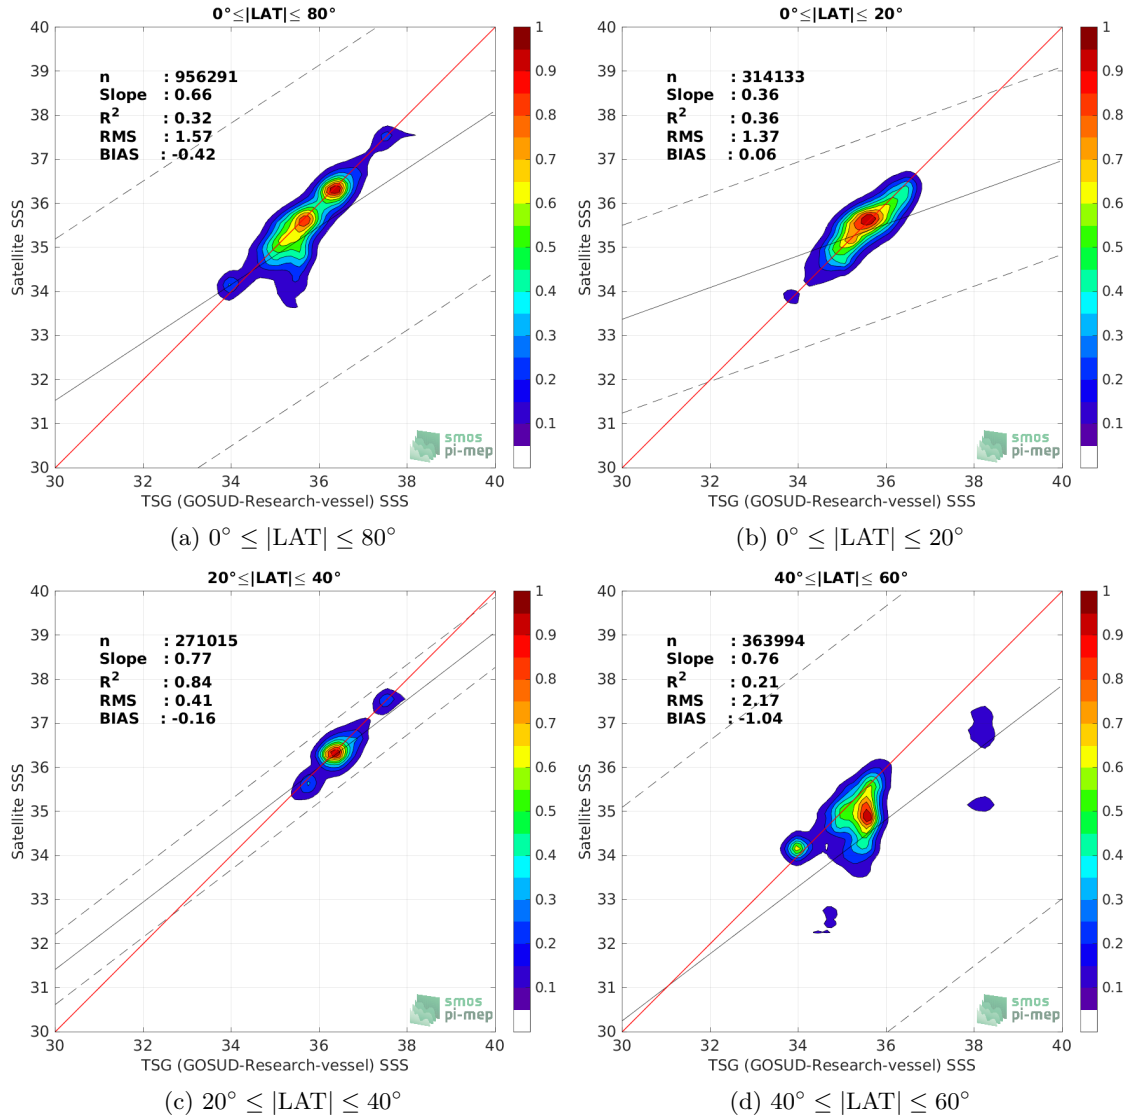 0°≤|LAT|≤ 80°
40
39
38
37
36
35
34
33
32
31
30
n : 956291
Slope : 0.66
R² : 0.32
RMS : 1.57
BIAS : -0.42
Satellite SSS
smos
pi-mep
30 32 34 36 38 40
TSG (GOSUD-Research-vessel) SSS
1
0.9
0.8
0.7
0.6
0.5
0.4
0.3
0.2
0.1
(a) 0° ≤ |LAT| ≤ 80°
0°≤|LAT|≤ 20°
40
39
38
37
36
35
34
33
32
31
30
n : 314133
Slope : 0.36
R² : 0.36
RMS : 1.37
BIAS : 0.06
Satellite SSS
smos
pi-mep
30 32 34 36 38 40
TSG (GOSUD-Research-vessel) SSS
1
0.9
0.8
0.7
0.6
0.5
0.4
0.3
0.2
0.1
(b) 0° ≤ |LAT| ≤ 20°
20°≤|LAT|≤ 40°
40
39
38
37
36
35
34
33
32
31
30
n : 271015
Slope : 0.77
R² : 0.84
RMS : 0.41
BIAS : -0.16
Satellite SSS
smos
pi-mep
30 32 34 36 38 40
TSG (GOSUD-Research-vessel) SSS
1
0.9
0.8
0.7
0.6
0.5
0.4
0.3
0.2
0.1
(c) 20° ≤ |LAT| ≤ 40°
40°≤|LAT|≤ 60°
40
39
38
37
36
35
34
33
32
31
30
n : 363994
Slope : 0.76
R² : 0.21
RMS : 2.17
BIAS : -1.04
Satellite SSS
smos
pi-mep
30 32 34 36 38 40
TSG (GOSUD-Research-vessel) SSS
1
0.9
0.8
0.7
0.6
0.5
0.4
0.3
0.2
0.1
(d) 40° ≤ |LAT| ≤ 60°